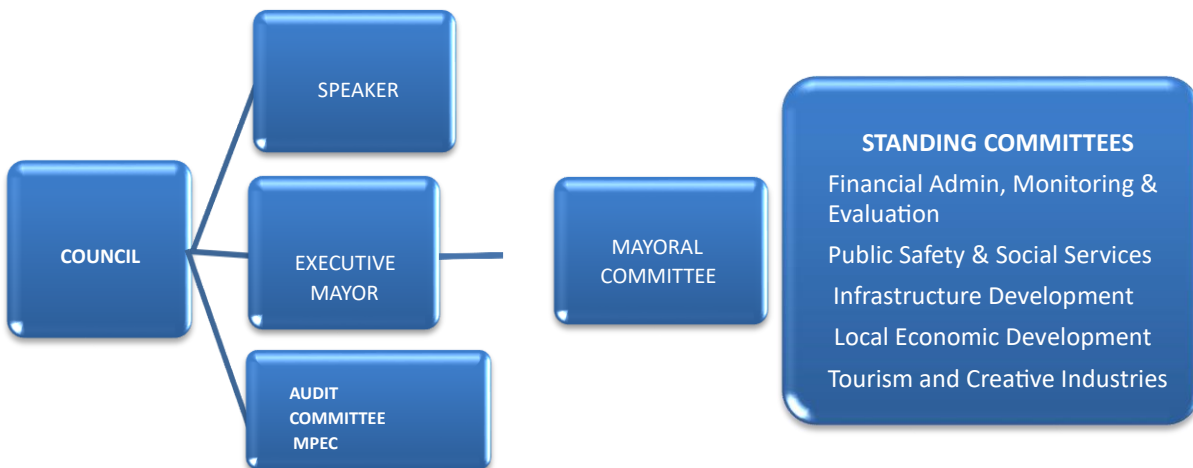 COUNCIL
SPEAKER
EXECUTIVE
MAYOR
AUDIT
COMMITTEE
MPEC
MAYORAL
COMMITTEE
STANDING COMMITTEES
Financial Admin, Monitoring &
Evaluation
Public Safety & Social Services
Infrastructure Development
Local Economic Development
Tourism and Creative Industries